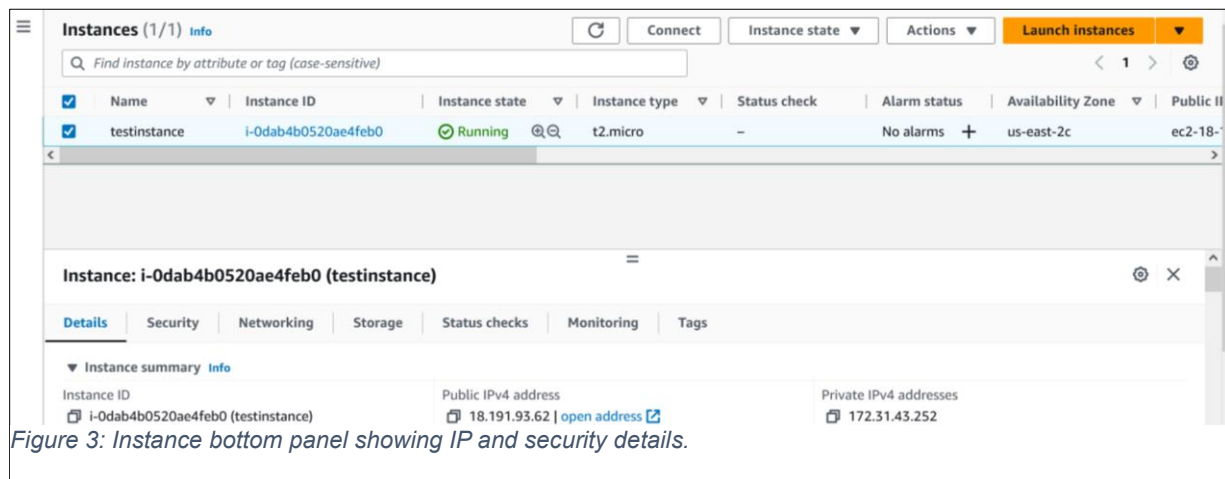 Instances (1/1) Info Connect Instance state Actions Launch instances
Find instance by attribute or tag (case-sensitive) 1
Name Instance ID Instance state Instance type Status check Alarm status Availability Zone Public
testinstance i-0dab4b0520ae4feb0 Running t2.micro – No alarms + us-east-2c ec2-18-
Instance: i-0dab4b0520ae4feb0 (testinstance)
Details Security Networking Storage Status checks Monitoring Tags
Instance summary Info
Instance ID Public IPv4 address Private IPv4 addresses
i-0dab4b0520ae4feb0 (testinstance) 18.191.93.62 | open address 172.31.43.252
Figure 3: Instance bottom panel showing IP and security details.